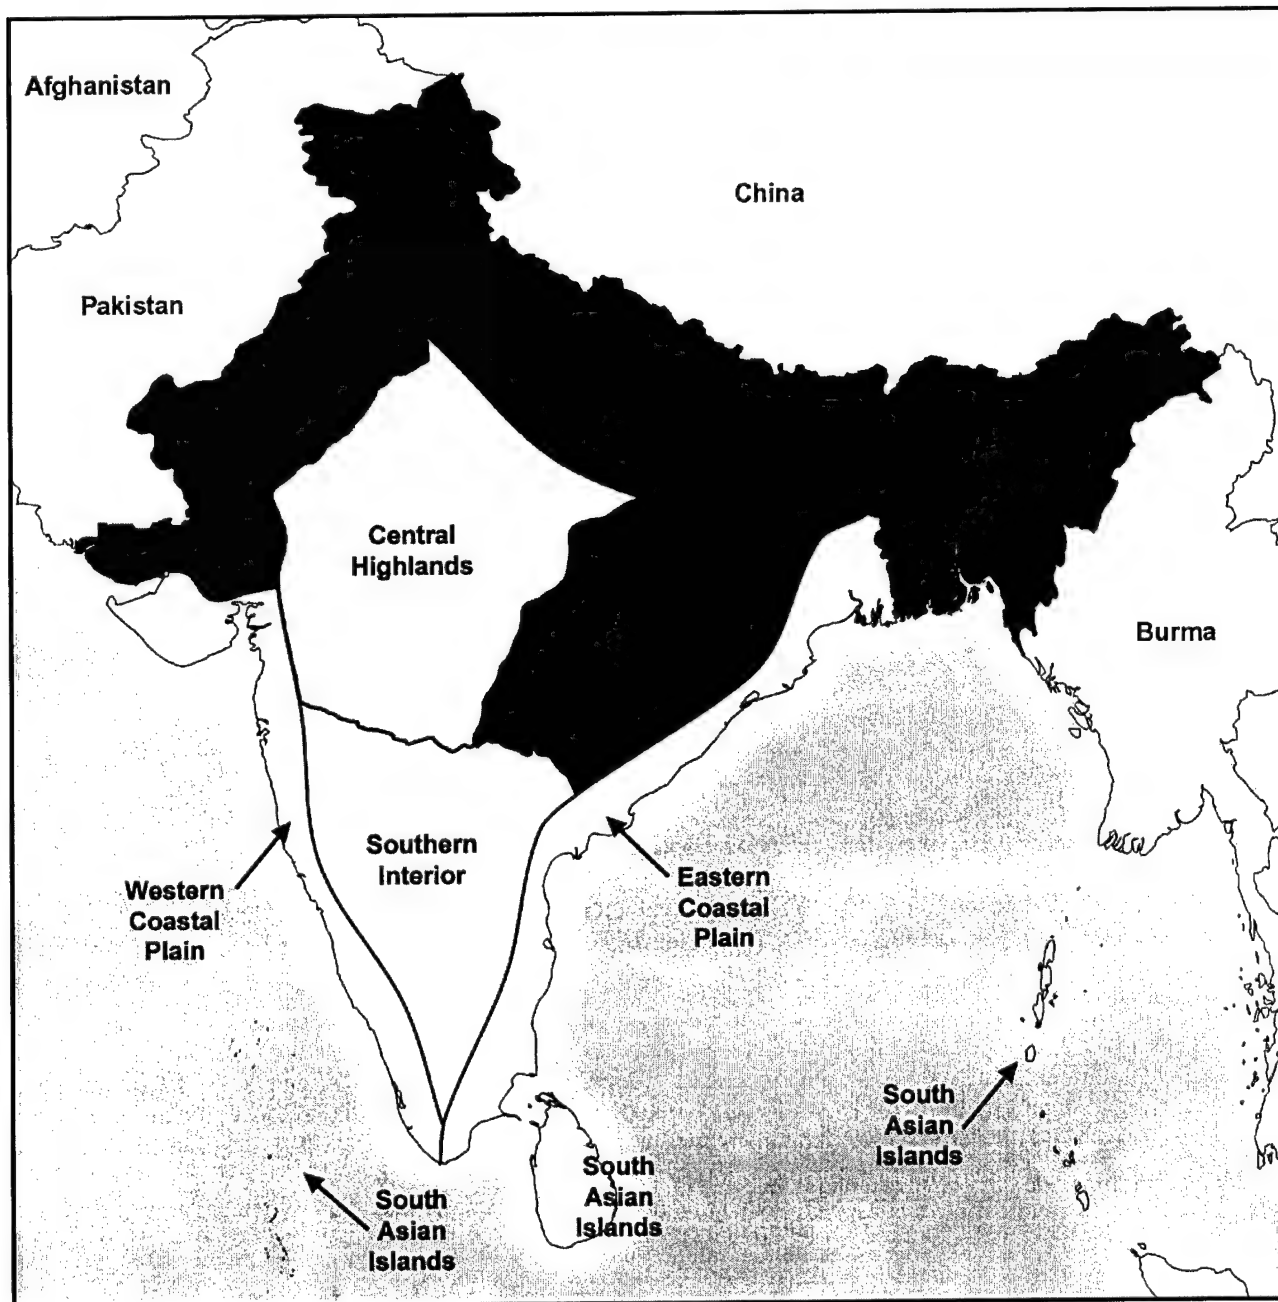 Afghanistan
China
Pakistan
Central
Highlands
Burma
Southern
Interior
Western
Coastal
Plain
Eastern
Coastal
Plain
South
Asian
Islands
South
Asian
Islands
South
Asian
Islands